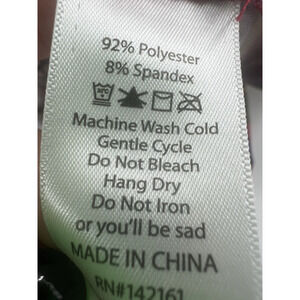 92% Polyester
8% Spandex
Machine Wash Cold
Gentle Cycle
Do Not Bleach
Hang Dry
Do Not Iron
or you'll be sad
MADE IN CHINA
RN#142161